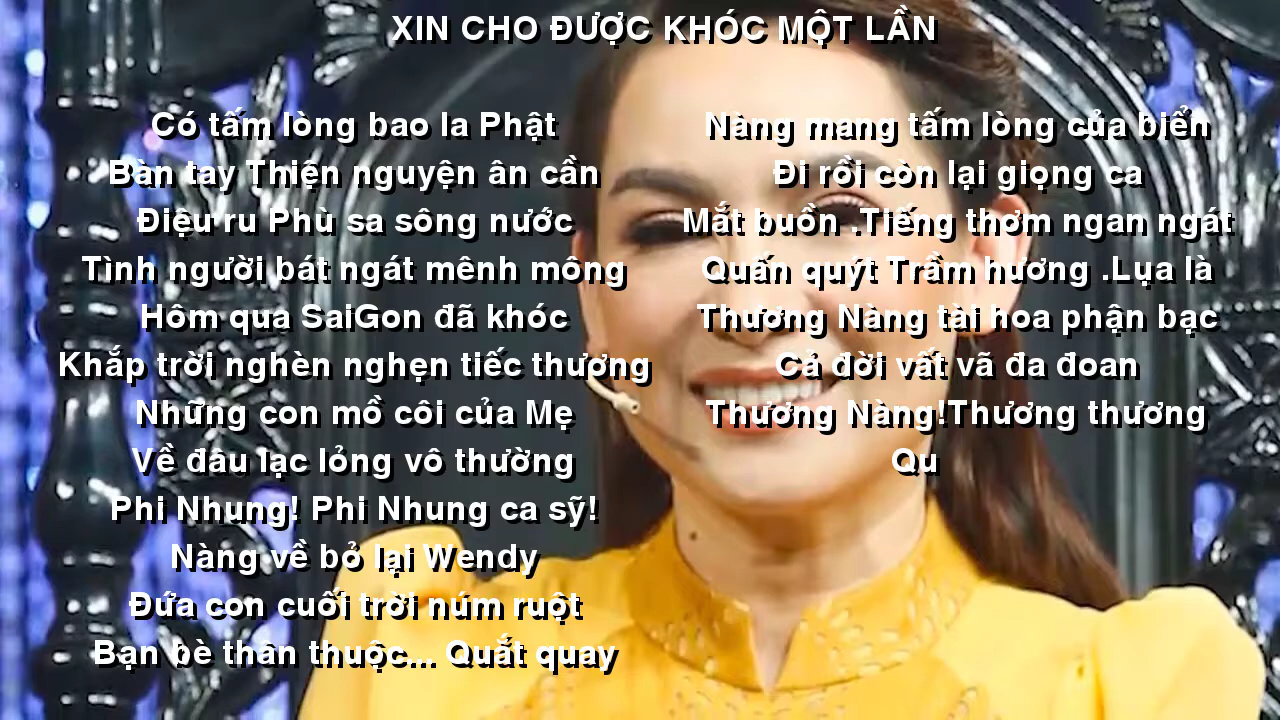 XIN CHO ĐƯỢC KHÓC MỘT LẦN
Có tấm lòng bao la Phật
Bàn tay Thiện nguyện ân cần
Điệu ru Phù sa sông nước
Tình người bát ngát mênh mông
Hôm qua SaiGon đã khóc
Khắp trời nghèn nghẹn tiếc thương
Những con mồ côi của Mẹ
Về đâu lạc lỏng vô thường
Phi Nhung! Phi Nhung ca sỹ!
Nàng về bỏ lại Wendy
Đứa con cuối trời núm ruột
Bạn bè thân thuộc... Quắt quay
Nàng mang tấm lòng của biển
Đi rồi còn lại giọng ca
Mắt buồn .Tiếng thơm ngan ngát
Quấn quýt Trầm hương .Lụa là
Thương Nàng tài hoa phận bạc
Cả đời vất vã đa đoan
Thương Nàng!Thương thương
Qu